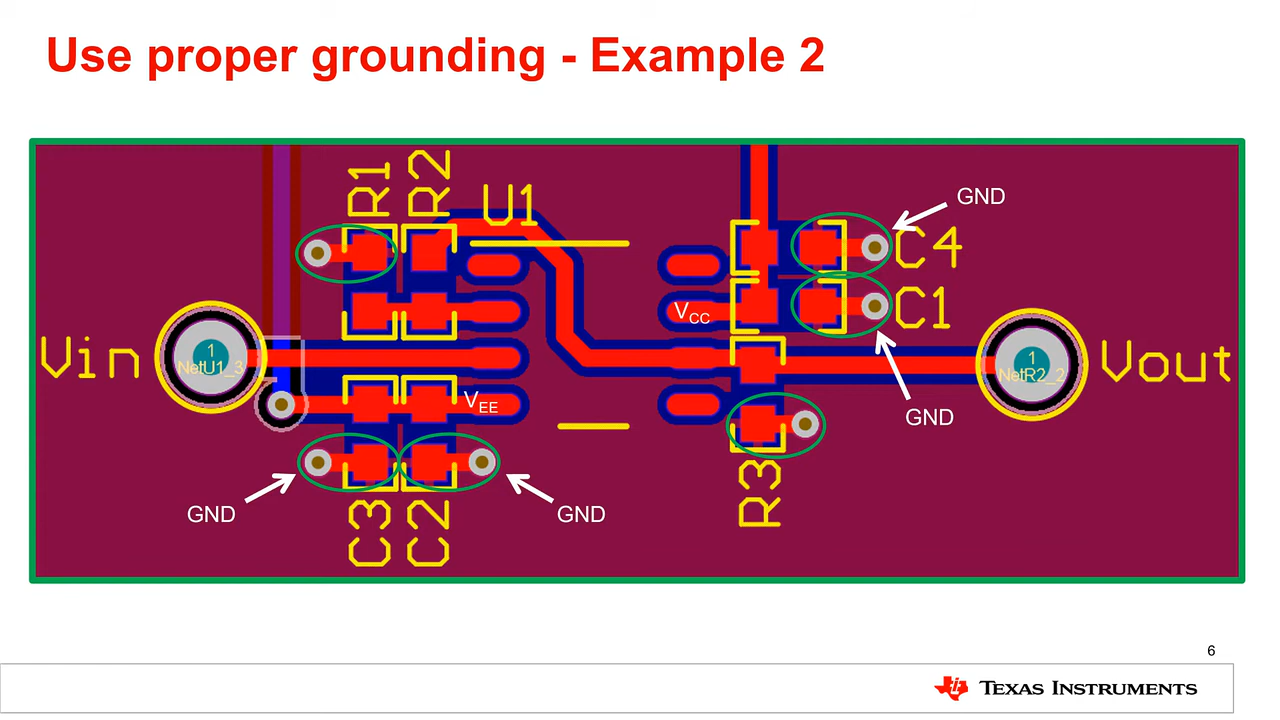 Use proper grounding - Example 2
R1
R2
U1
GND
C4
VCC
C1
Vin
1
NetU1_3
1
NetR2_2
Vout
VEE
GND
GND
GND
C3
C2
R3
6
TEXAS INSTRUMENTS